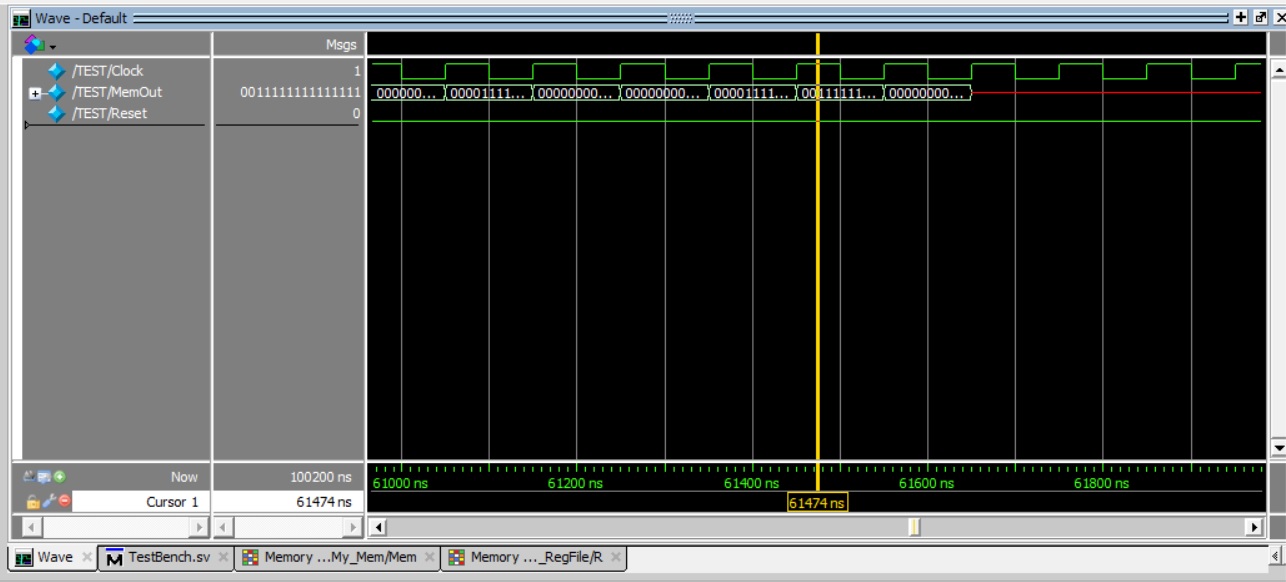 Wave - Default
Msgs
/TEST/Clock 1
/TEST/MemOut 0011111111111111 000000... 00001111... 00000000... 00000000... 00001111... 00111111... 00000000...
/TEST/Reset 0
Now 100200 ns 61000 ns 61200 ns 61400 ns 61600 ns 61800 ns
Cursor 1 61474 ns 61474 ns
Wave TestBench.sv Memory ...My_Mem/Mem Memory ..._RegFile/R